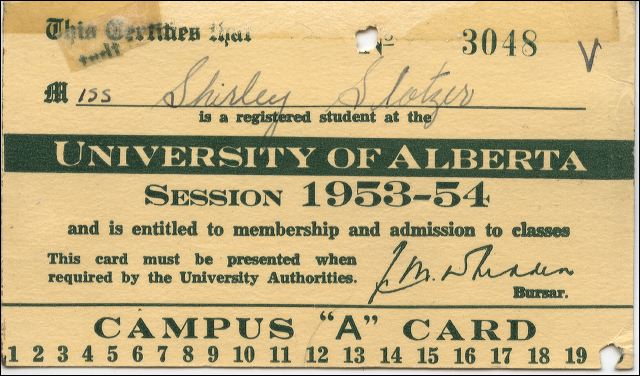 This Certifies that No 3048 V
that
Miss Shirley Slotzer
is a registered student at the
UNIVERSITY OF ALBERTA
SESSION 1953-54
and is entitled to membership and admission to classes
This card must be presented when
required by the University Authorities.
Bursar.
CAMPUS "A" CARD
1 2 3 4 5 6 7 8 9 10 11 12 13 14 15 16 17 18 19